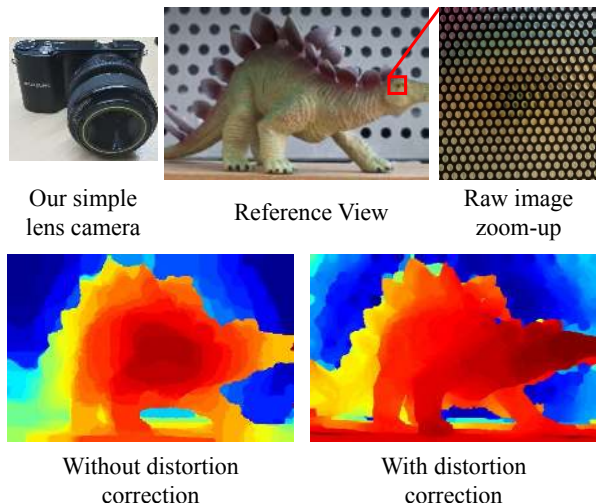 Our simple
lens camera
Reference View
Raw image
zoom-up
Without distortion
correction
With distortion
correction